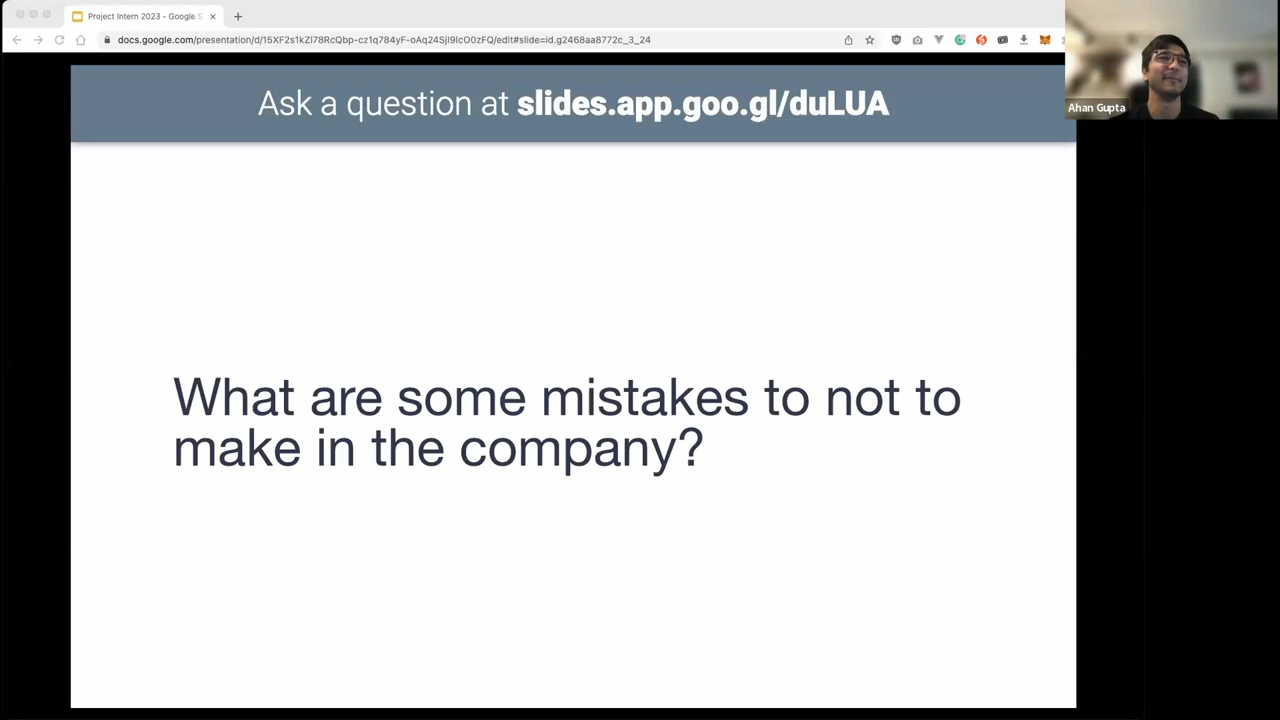 Project Intern 2023 - Google S
docs.google.com/presentation/d/15XF2s1kZl78RcQbp-cz1q784yF-oAq24Sjl9IcO0zFQ/edit#slide=id.g2468aa8772c_3_24
Ask a question at slides.app.goo.gl/duLUA
Ahan Gupta
What are some mistakes to not to
make in the company?